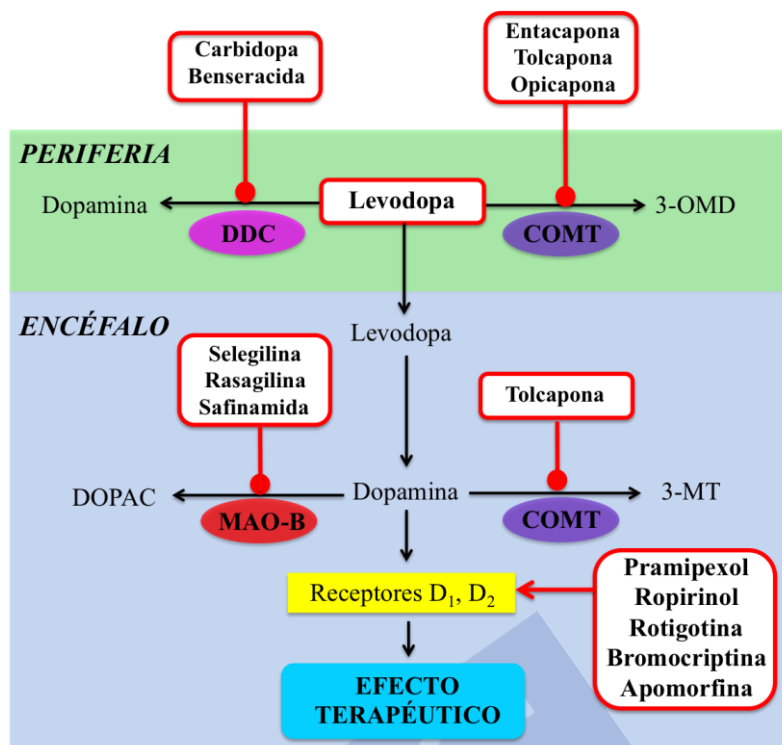 Carbidopa
Benseracida
Entacapona
Tolcapona
Opicapona
PERIFERIA
Dopamina
Levodopa
3-OMD
DDC
COMT
ENCÉFALO
Levodopa
Selegilina
Rasagilina
Safinamida
Tolcapona
DOPAC
Dopamina
3-MT
MAO-B
COMT
Receptores D₁, D₂
Pramipexol
Ropirinol
Rotigotina
Bromocriptina
Apomorfina
EFECTO
TERAPÉUTICO